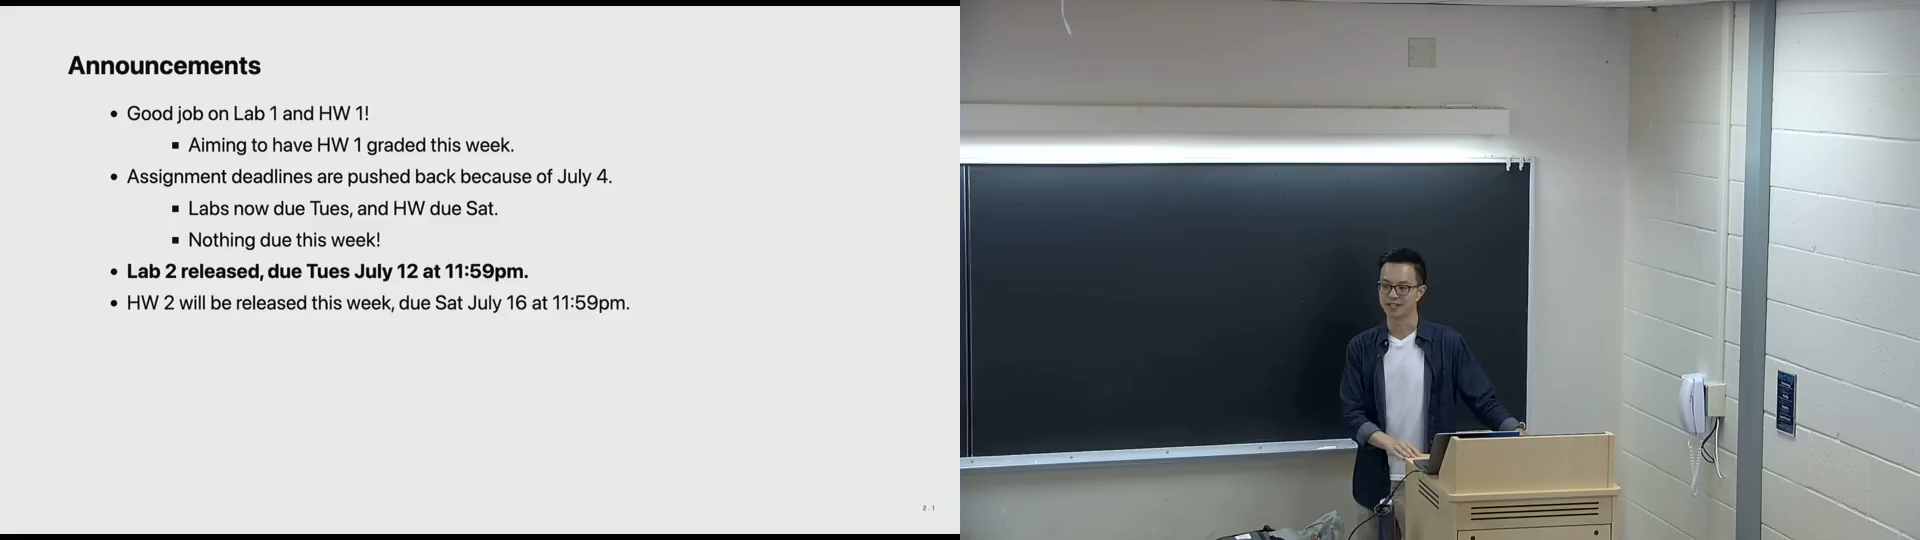 Announcements
• Good job on Lab 1 and HW 1!
▪ Aiming to have HW 1 graded this week.
• Assignment deadlines are pushed back because of July 4.
▪ Labs now due Tues, and HW due Sat.
▪ Nothing due this week!
• Lab 2 released, due Tues July 12 at 11:59pm.
• HW 2 will be released this week, due Sat July 16 at 11:59pm.
2.1